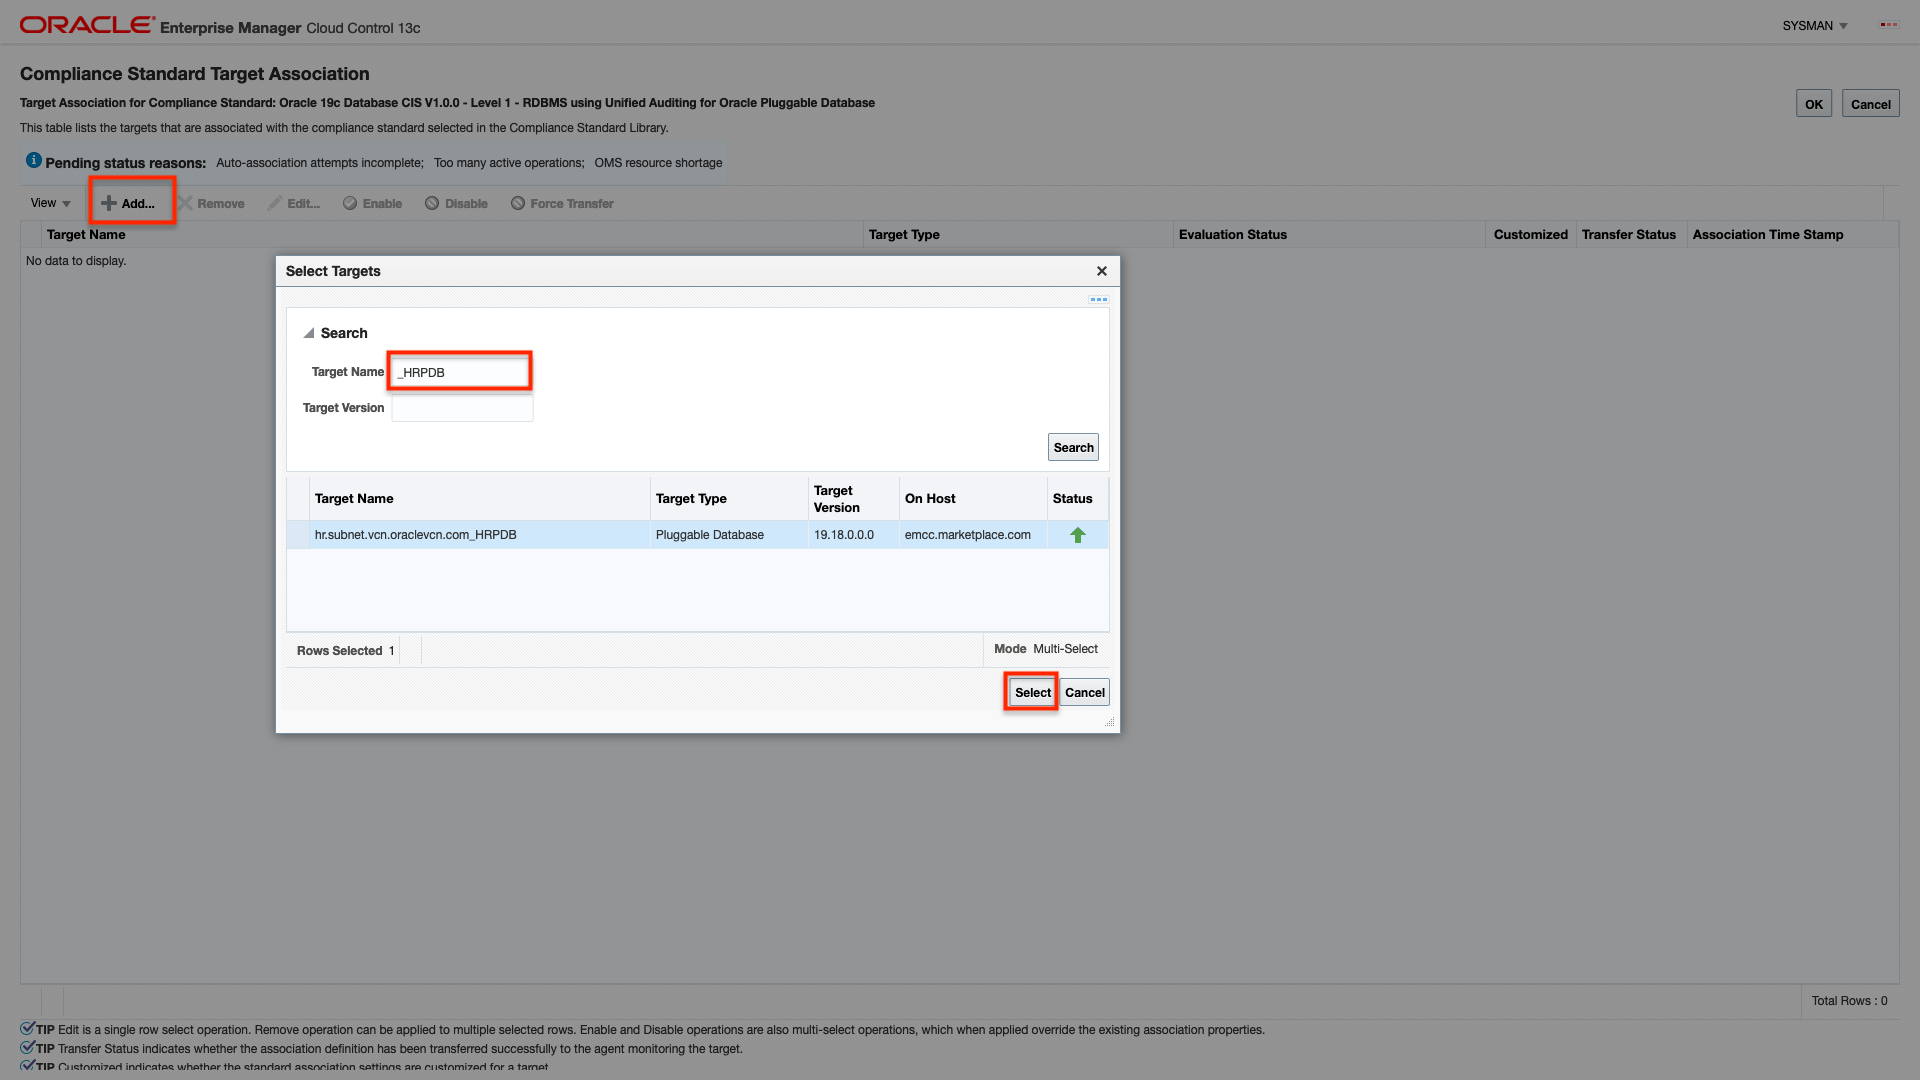 ORACLE Enterprise Manager Cloud Control 13c
SYSMAN
Compliance Standard Target Association
Target Association for Compliance Standard: Oracle 19c Database CIS V1.0.0 - Level 1 - RDBMS using Unified Auditing for Oracle Pluggable Database
OK Cancel
This table lists the targets that are associated with the compliance standard selected in the Compliance Standard Library.
Pending status reasons: Auto-association attempts incomplete; Too many active operations; OMS resource shortage
View Add... Remove Edit... Enable Disable Force Transfer
Target Name Target Type Evaluation Status Customized Transfer Status Association Time Stamp
No data to display.
Select Targets
Search
Target Name _HRPDB
Target Version
Search
Target Name Target Type Target Version On Host Status
hr.subnet.vcn.oraclevcn.com_HRPDB Pluggable Database 19.18.0.0.0 emcc.marketplace.com
Rows Selected 1 Mode Multi-Select
Select Cancel
Total Rows : 0
TIP Edit is a single row select operation. Remove operation can be applied to multiple selected rows. Enable and Disable operations are also multi-select operations, which when applied override the existing association properties.
TIP Transfer Status indicates whether the association definition has been transferred successfully to the agent monitoring the target.
TIP Customized indicates whether the standard association settings are customized for a target